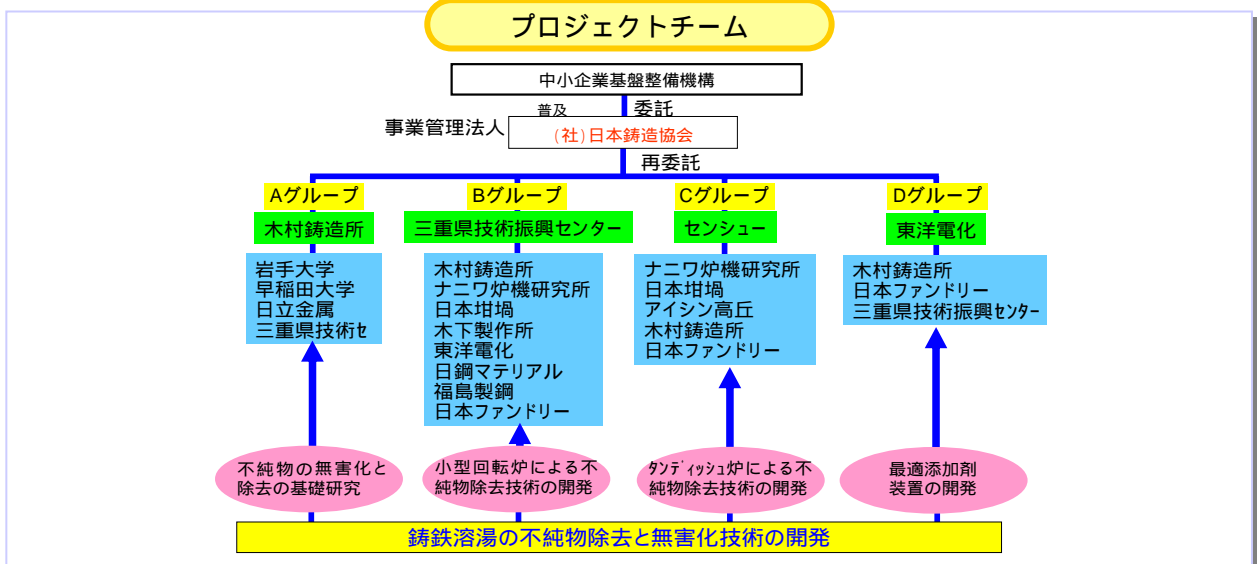 プロジェクトチーム
中小企業基盤整備機構
普及
委託
事業管理法人
(社)日本鋳造協会
再委託
Aグループ
木村鋳造所
岩手大学
早稲田大学
日立金属
三重県技術ｾ
不純物の無害化と
除去の基礎研究
Bグループ
三重県技術振興センター
木村鋳造所
ナニワ炉機研究所
日本坩堝
木下製作所
東洋電化
日鋼マテリアル
福島製鋼
日本ファンドリー
小型回転炉による不
純物除去技術の開発
Cグループ
センシュー
ナニワ炉機研究所
日本坩堝
アイシン高丘
木村鋳造所
日本ファンドリー
ﾀﾝﾃﾞｨｯｼｭ炉による不
純物除去技術の開発
Dグループ
東洋電化
木村鋳造所
日本ファンドリー
三重県技術振興ｾﾝﾀｰ
最適添加剤
装置の開発
鋳鉄溶湯の不純物除去と無害化技術の開発